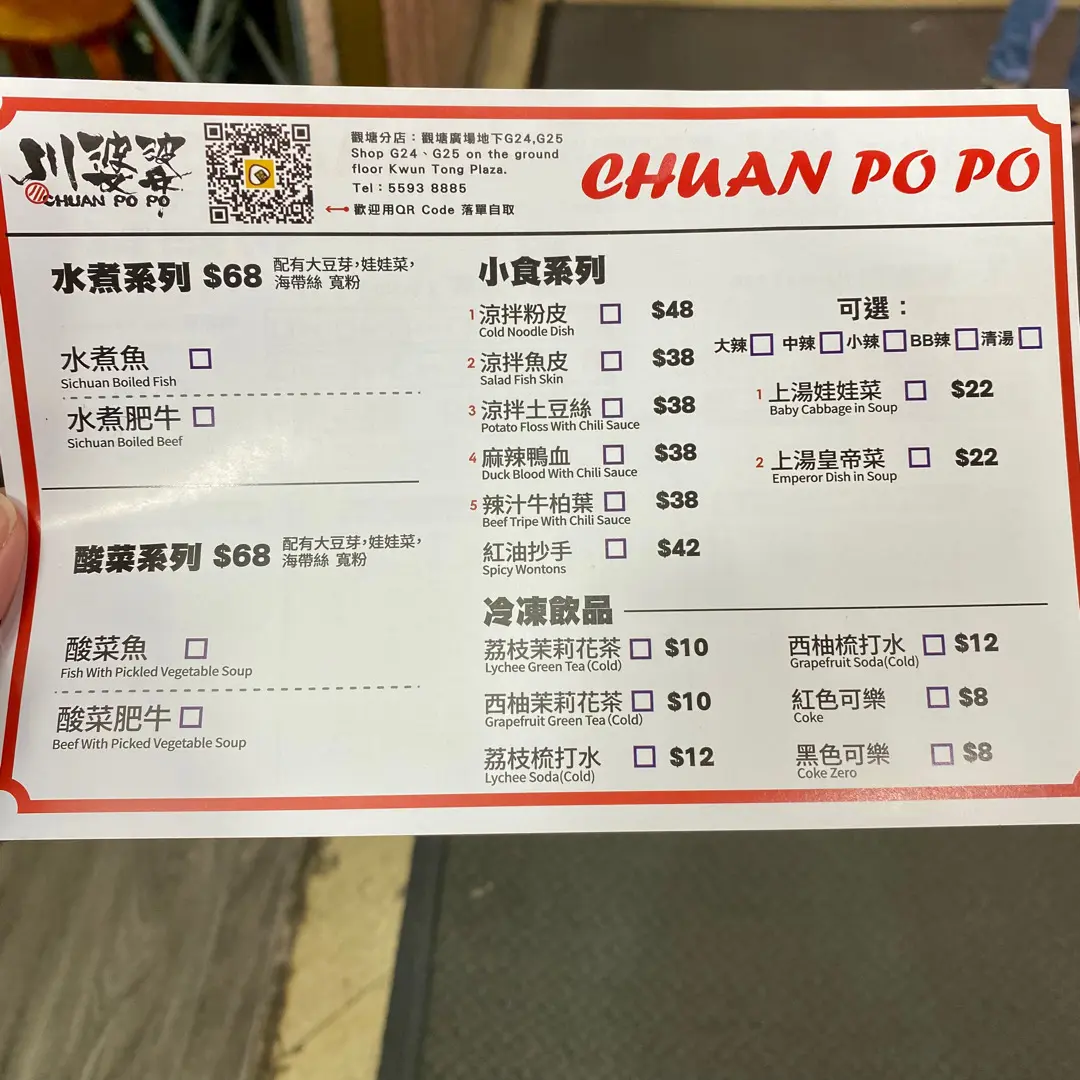 川婆婆
CHUAN PO PO
觀塘分店：觀塘廣場地下G24,G25
Shop G24、G25 on the ground
floor Kwun Tong Plaza.
Tel：5593 8885
歡迎用QR Code 落單自取
CHUAN PO PO
水煮系列 $68 配有大豆芽，娃娃菜，
海帶絲 寬粉
水煮魚
Sichuan Boiled Fish
水煮肥牛
Sichuan Boiled Beef
酸菜系列 $68 配有大豆芽，娃娃菜，
海帶絲 寬粉
酸菜魚
Fish With Pickled Vegetable Soup
酸菜肥牛
Beef With Picked Vegetable Soup
小食系列
1 涼拌粉皮 $48
Cold Noodle Dish
2 涼拌魚皮 $38
Salad Fish Skin
3 涼拌土豆絲 $38
Potato Floss With Chili Sauce
4 麻辣鴨血 $38
Duck Blood With Chili Sauce
5 辣汁牛柏葉 $38
Beef Tripe With Chili Sauce
紅油抄手 $42
Spicy Wontons
可選：
大辣 中辣 小辣 BB辣 清湯
1 上湯娃娃菜 $22
Baby Cabbage in Soup
2 上湯皇帝菜 $22
Emperor Dish in Soup
冷凍飲品
荔枝茉莉花茶 $10
Lychee Green Tea(Cold)
西柚茉莉花茶 $10
Grapefruit Green Tea(Cold)
荔枝梳打水 $12
Lychee Soda(Cold)
西柚梳打水 $12
Grapefruit Soda(Cold)
紅色可樂 $8
Coke
黑色可樂 $8
Coke Zero